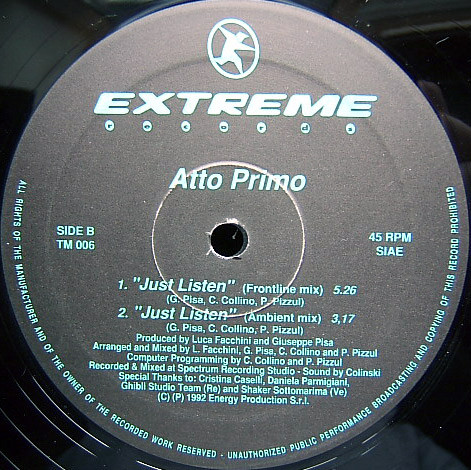 EXTREME
records
Atto Primo
SIDE B
TM 006
45 RPM
SIAE
1. "Just Listen" (Frontline mix) 5.26
(G. Pisa, C. Collino, P. Pizzul)
2. "Just Listen" (Ambient mix) 3,17
(G. Pisa, C. Collino, P. Pizzul)
Produced by Luca Facchini and Giuseppe Pisa
Arranged and Mixed by L. Facchini, G. Pisa, C. Collino and P. Pizzul
Computer Programming by C. Collino and P. Pizzul
Recorded & Mixed at Spectrum Recording Studio - Sound by Colinski
Special Thanks to: Cristina Caselli, Daniela Parmigiani,
Ghibli Studio Team (Re) and Shaker Sottomarima (Ve)
(C) (P) 1992 Energy Production S.r.l.
ALL RIGHTS OF THE MANUFACTURER AND OF THE OWNER OF THE RECORDED WORK RESERVED - UNAUTHORIZED PUBLIC PERFORMANCE BROADCASTING AND COPYING OF THIS RECORD PROHIBITED